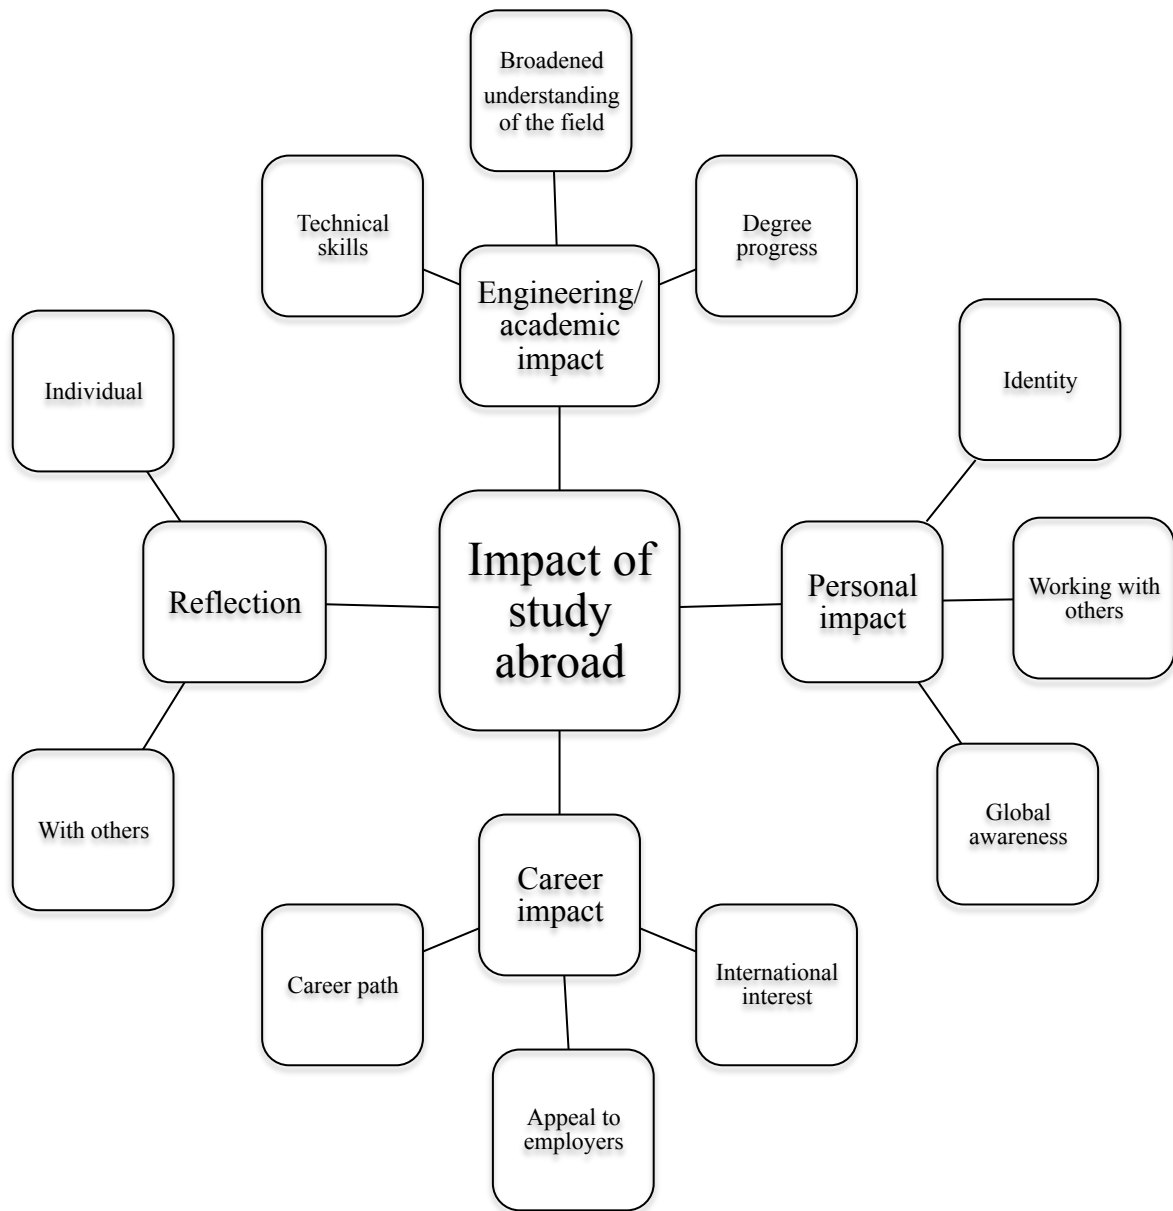 Broadened
understanding
of the field
Technical
skills
Degree
progress
Engineering/
academic
impact
Individual
Identity
Impact of
study
abroad
Reflection
Personal
impact
Working with
others
With others
Global
awareness
Career
impact
Career path
International
interest
Appeal to
employers